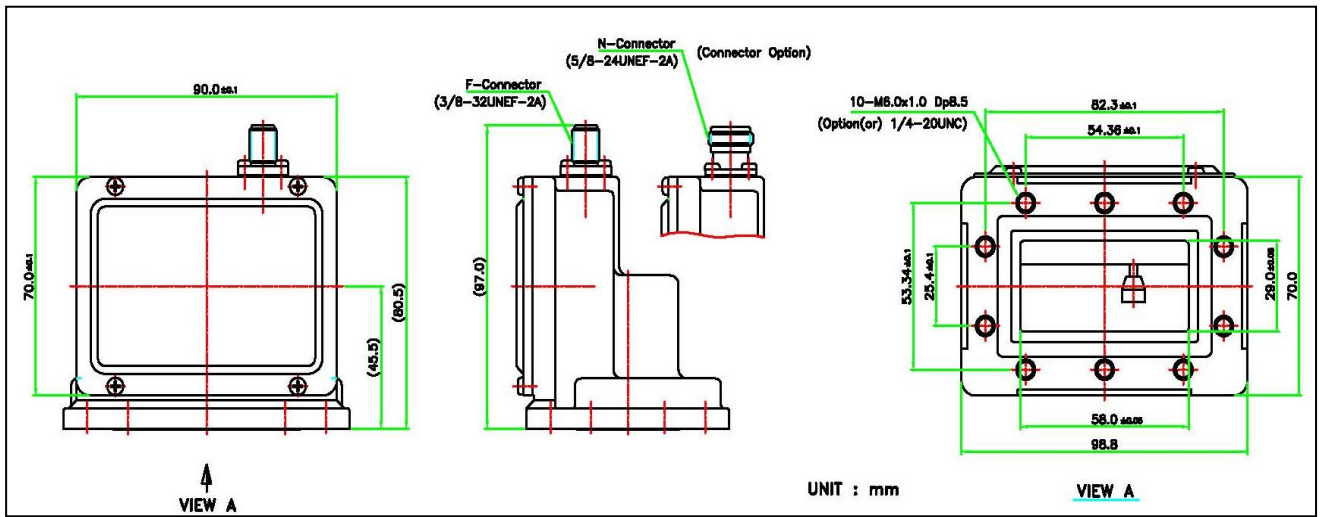 90.0±0.1
70.0±0.1
(80.5)
(45.5)
VIEW A
F-Connector
(3/8-32UNEF-2A)
N-Connector
(5/8-24UNEF-2A)
(Connector Option)
(97.0)
10-M6.0x1.0 Dp8.5
(Option(or) 1/4-20UNC)
82.3±0.1
54.36±0.1
53.34±0.1
25.4±0.1
29.0±0.05
70.0
58.0±0.05
98.8
UNIT : mm
VIEW A